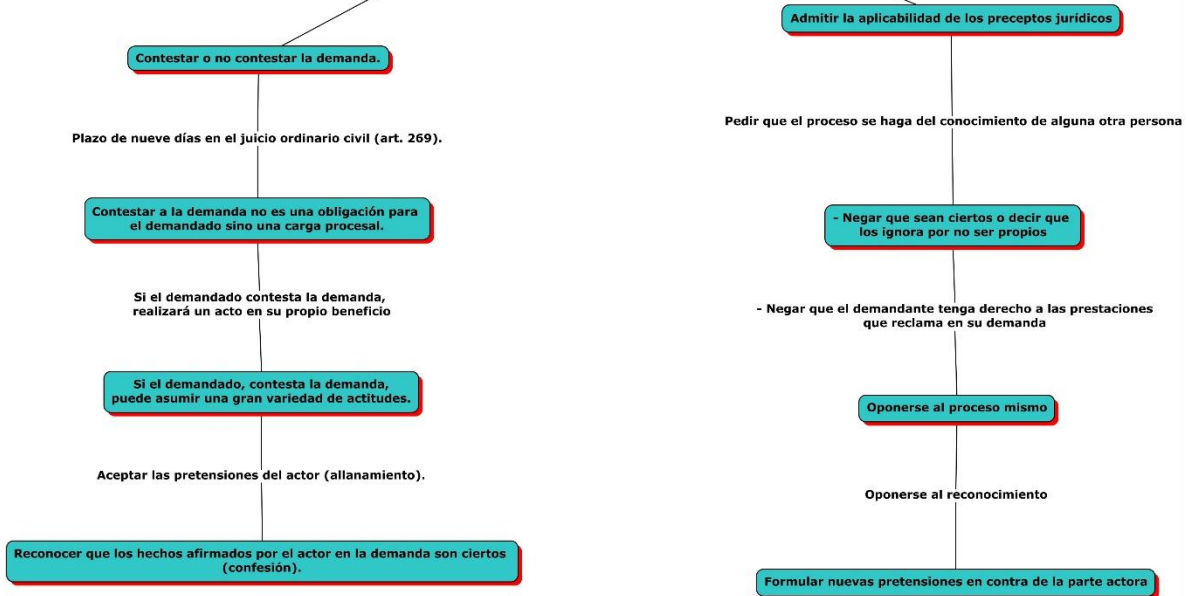 Contestar o no contestar la demanda.
Plazo de nueve días en el juicio ordinario civil (art. 269).
Contestar a la demanda no es una obligación para
el demandado sino una carga procesal.
Si el demandado contesta la demanda,
realizará un acto en su propio beneficio
Si el demandado, contesta la demanda,
puede asumir una gran variedad de actitudes.
Aceptar las pretensiones del actor (allanamiento).
Reconocer que los hechos afirmados por el actor en la demanda son ciertos
(confesión).
Admitir la aplicabilidad de los preceptos jurídicos
Pedir que el proceso se haga del conocimiento de alguna otra persona
- Negar que sean ciertos o decir que
los ignora por no ser propios
- Negar que el demandante tenga derecho a las prestaciones
que reclama en su demanda
Oponerse al proceso mismo
Oponerse al reconocimiento
Formular nuevas pretensiones en contra de la parte actora